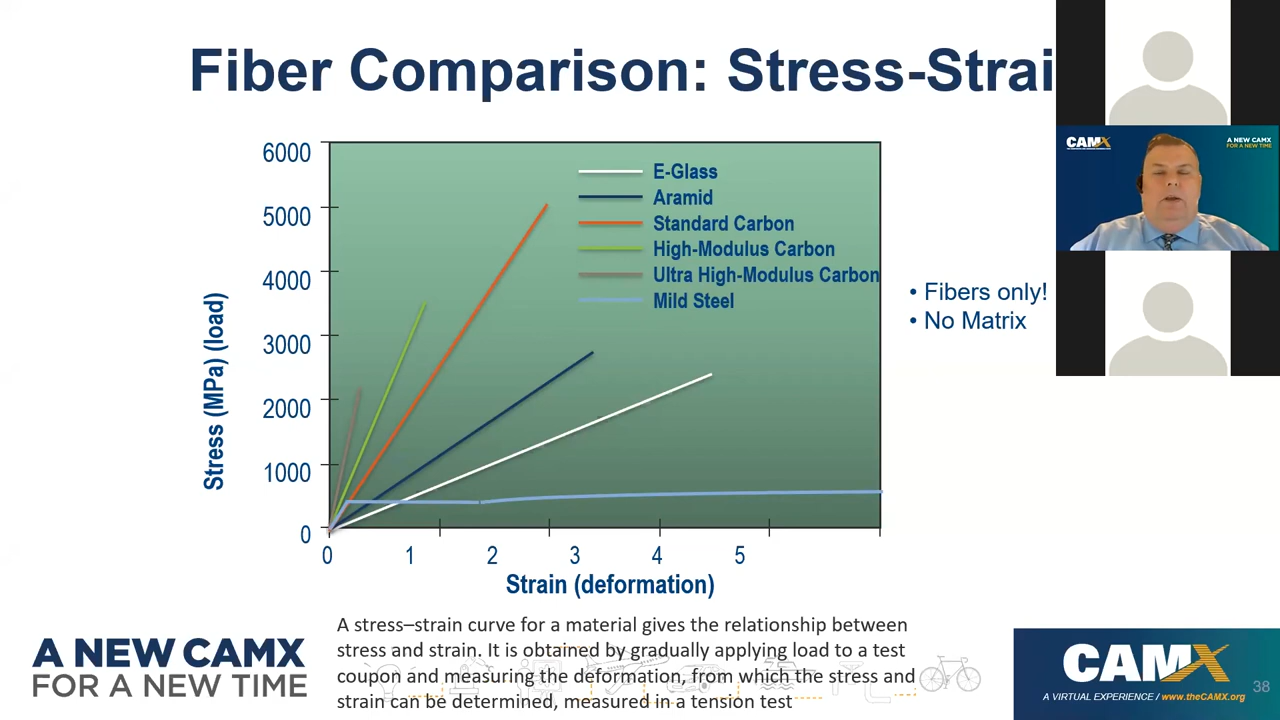 Fiber Comparison: Stress-Strai
6000
5000
4000
3000
2000
1000
0
Stress (MPa) (load)
E-Glass
Aramid
Standard Carbon
High-Modulus Carbon
Ultra High-Modulus Carbon
Mild Steel
0 1 2 3 4 5
Strain (deformation)
• Fibers only!
• No Matrix
CAMX
A NEW CAMX
FOR A NEW TIME
A stress–strain curve for a material gives the relationship between
stress and strain. It is obtained by gradually applying load to a test
coupon and measuring the deformation, from which the stress and
strain can be determined, measured in a tension test
A NEW CAMX
FOR A NEW TIME
CAMX
A VIRTUAL EXPERIENCE / www.theCAMX.org
38